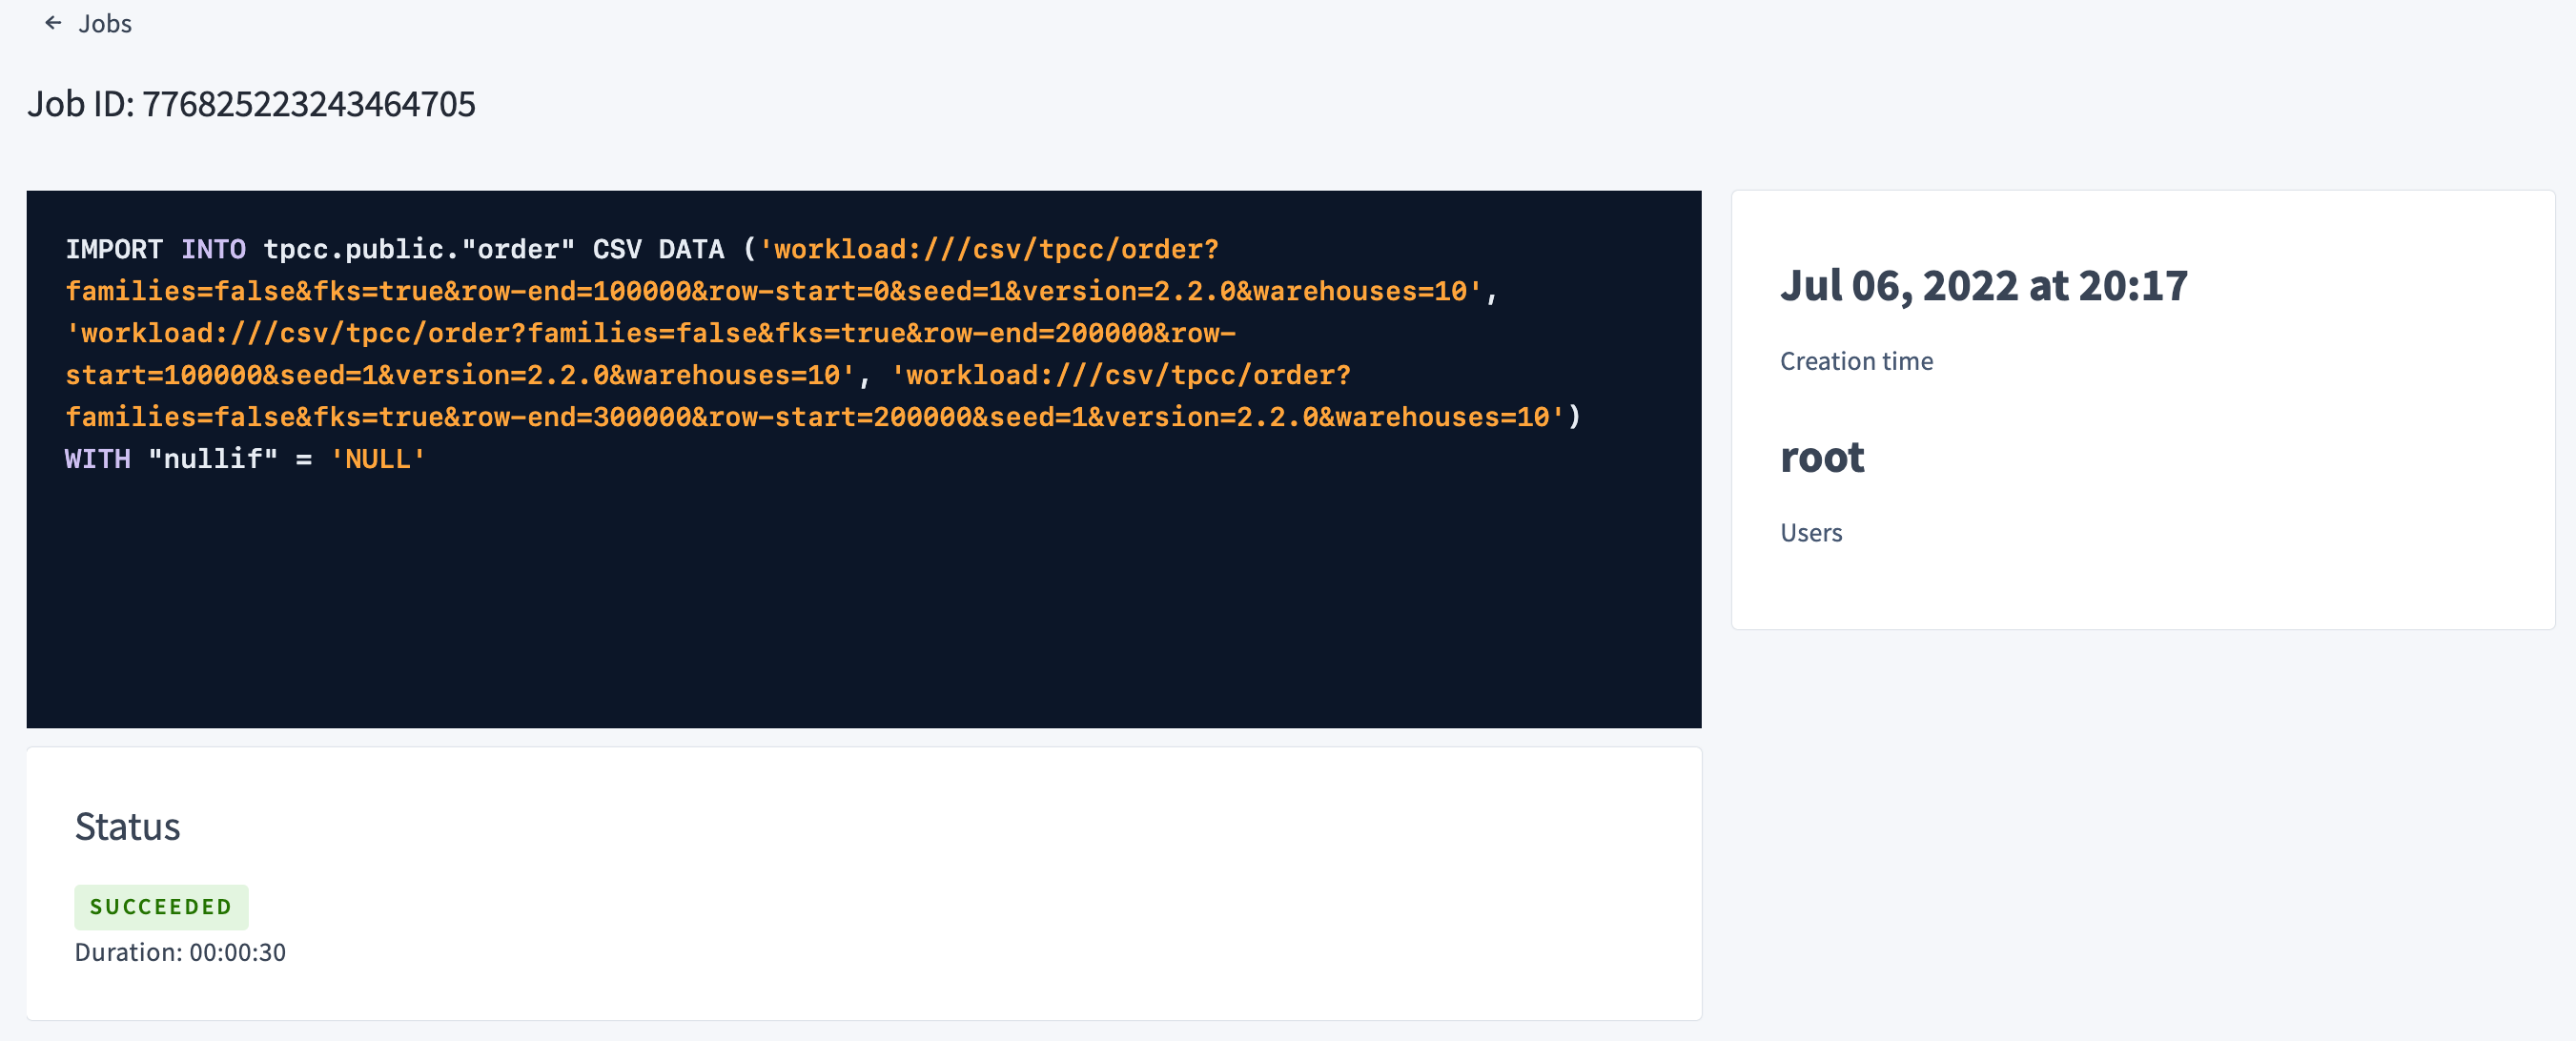 ← Jobs
Job ID: 776825223243464705
IMPORT INTO tpcc.public."order" CSV DATA ('workload:///csv/tpcc/order?
families=false&fks=true&row-end=100000&row-start=0&seed=1&version=2.2.0&warehouses=10',
'workload:///csv/tpcc/order?families=false&fks=true&row-end=200000&row-
start=100000&seed=1&version=2.2.0&warehouses=10', 'workload:///csv/tpcc/order?
families=false&fks=true&row-end=300000&row-start=200000&seed=1&version=2.2.0&warehouses=10')
WITH "nullif" = 'NULL'
Jul 06, 2022 at 20:17
Creation time
root
Users
Status
SUCCEEDED
Duration: 00:00:30